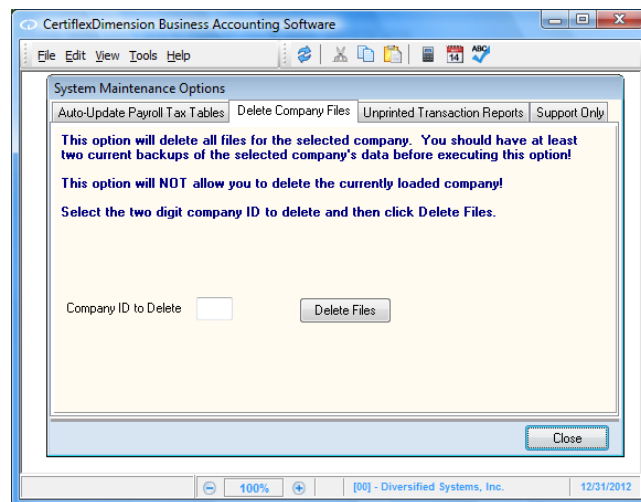 CertiflexDimension Business Accounting Software
File Edit View Tools Help
14 ABC
System Maintenance Options
Auto-Update Payroll Tax Tables Delete Company Files Unprinted Transaction Reports Support Only
This option will delete all files for the selected company. You should have at least
two current backups of the selected company's data before executing this option!
This option will NOT allow you to delete the currently loaded company!
Select the two digit company ID to delete and then click Delete Files.
Company ID to Delete Delete Files
Close
100% [00] - Diversified Systems, Inc. 12/31/2012